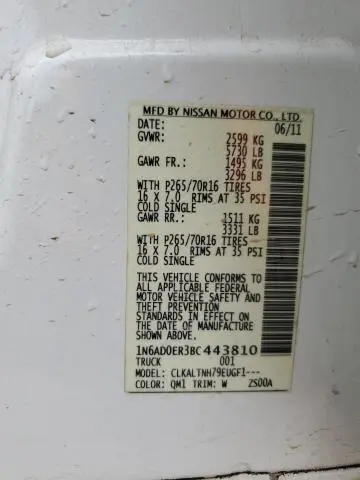 MFD BY NISSAN MOTOR CO., LTD.
DATE: 06/11
GVWR: 2599 KG
5730 LB
GAWR FR.: 1495 KG
3296 LB
WITH P265/70R16 TIRES
16 X 7.0 RIMS AT 35 PSI
COLD SINGLE
GAWR RR.: 1511 KG
3331 LB
WITH P265/70R16 TIRES
16 X 7.0 RIMS AT 35 PSI
COLD SINGLE
THIS VEHICLE CONFORMS TO
ALL APPLICABLE FEDERAL
MOTOR VEHICLE SAFETY AND
THEFT PREVENTION
STANDARDS IN EFFECT ON
THE DATE OF MANUFACTURE
SHOWN ABOVE.
1N6AD0ER3BC443810
TRUCK 001
MODEL: CLKALTNH79EUGF1---
COLOR: QM1 TRIM: W ZS00A